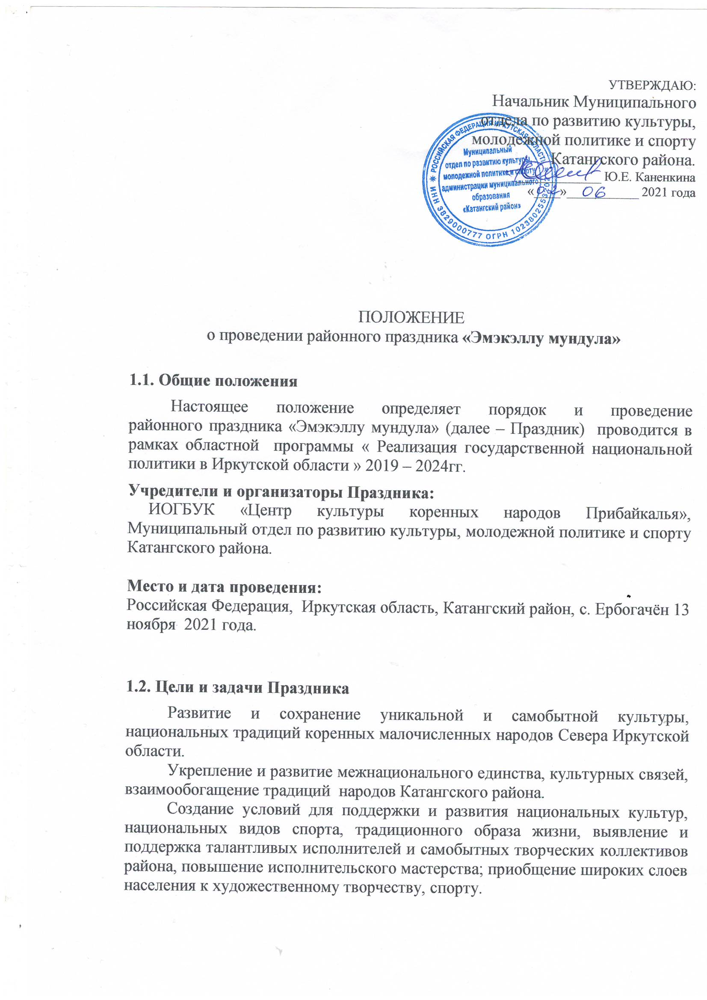 УТВЕРЖДАЮ:
Начальник Муниципального
отдела по развитию культуры,
молодежной политике и спорту
Катангского района.
Ю.Е. Каненкина
«02» 06 2021 года
РОССИЙСКАЯ ФЕДЕРАЦИЯ ИРКУТСКАЯ ОБЛАСТЬ
ИНН 3829000777 ОГРН
Муниципальный
отдел по развитию культуры,
молодежной политике и спорту
администрации муниципального
образования
«Катангский район»
ПОЛОЖЕНИЕ
о проведении районного праздника «Эмэкэллу мундула»
1.1. Общие положения
Настоящее положение определяет порядок и проведение
районного праздника «Эмэкэллу мундула» (далее – Праздник) проводится в
рамках областной программы « Реализация государственной национальной
политики в Иркутской области » 2019 – 2024гг.
Учредители и организаторы Праздника:
ИОГБУК «Центр культуры коренных народов Прибайкалья»,
Муниципальный отдел по развитию культуры, молодежной политике и спорту
Катангского района.
Место и дата проведения:
Российская Федерация, Иркутская область, Катангский район, с. Ербогачён 13
ноября 2021 года.
1.2. Цели и задачи Праздника
Развитие и сохранение уникальной и самобытной культуры,
национальных традиций коренных малочисленных народов Севера Иркутской
области.
Укрепление и развитие межнационального единства, культурных связей,
взаимообогащение традиций народов Катангского района.
Создание условий для поддержки и развития национальных культур,
национальных видов спорта, традиционного образа жизни, выявление и
поддержка талантливых исполнителей и самобытных творческих коллективов
района, повышение исполнительского мастерства; приобщение широких слоев
населения к художественному творчеству, спорту.